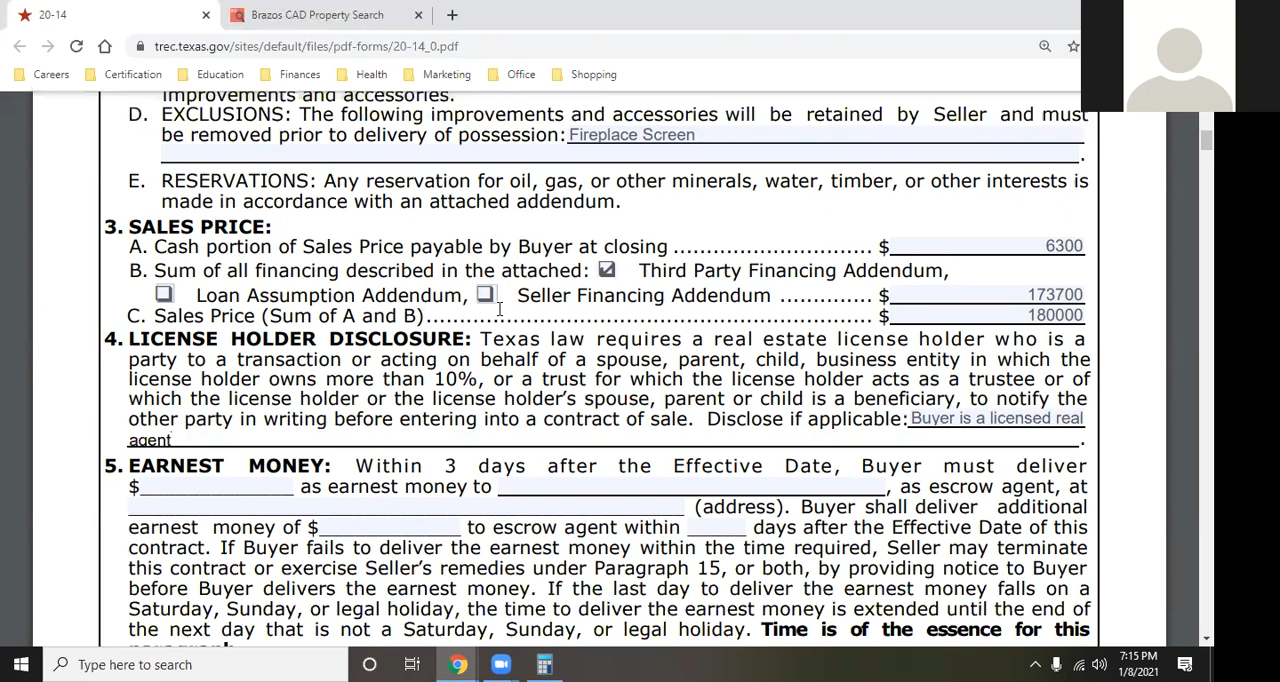 20-14
Brazos CAD Property Search
trec.texas.gov/sites/default/files/pdf-forms/20-14_0.pdf
Careers Certification Education Finances Health Marketing Office Shopping
improvements and accessories.
D. EXCLUSIONS: The following improvements and accessories will be retained by Seller and must
be removed prior to delivery of possession: Fireplace Screen
.
E. RESERVATIONS: Any reservation for oil, gas, or other minerals, water, timber, or other interests is
made in accordance with an attached addendum.
3. SALES PRICE:
A. Cash portion of Sales Price payable by Buyer at closing .............................. $ 6300
B. Sum of all financing described in the attached: Third Party Financing Addendum,
Loan Assumption Addendum, Seller Financing Addendum .............. $ 173700
C. Sales Price (Sum of A and B)...................................................................... $ 180000
4. LICENSE HOLDER DISCLOSURE: Texas law requires a real estate license holder who is a
party to a transaction or acting on behalf of a spouse, parent, child, business entity in which the
license holder owns more than 10%, or a trust for which the license holder acts as a trustee or of
which the license holder or the license holder's spouse, parent or child is a beneficiary, to notify the
other party in writing before entering into a contract of sale. Disclose if applicable: Buyer is a licensed real
agent .
5. EARNEST MONEY: Within 3 days after the Effective Date, Buyer must deliver
$______________ as earnest money to ______________, as escrow agent, at
______________ (address). Buyer shall deliver additional
earnest money of $______________ to escrow agent within ______ days after the Effective Date of this
contract. If Buyer fails to deliver the earnest money within the time required, Seller may terminate
this contract or exercise Seller's remedies under Paragraph 15, or both, by providing notice to Buyer
before Buyer delivers the earnest money. If the last day to deliver the earnest money falls on a
Saturday, Sunday, or legal holiday, the time to deliver the earnest money is extended until the end of
the next day that is not a Saturday, Sunday, or legal holiday. Time is of the essence for this
paragraph.
Type here to search
7:15 PM
1/8/2021